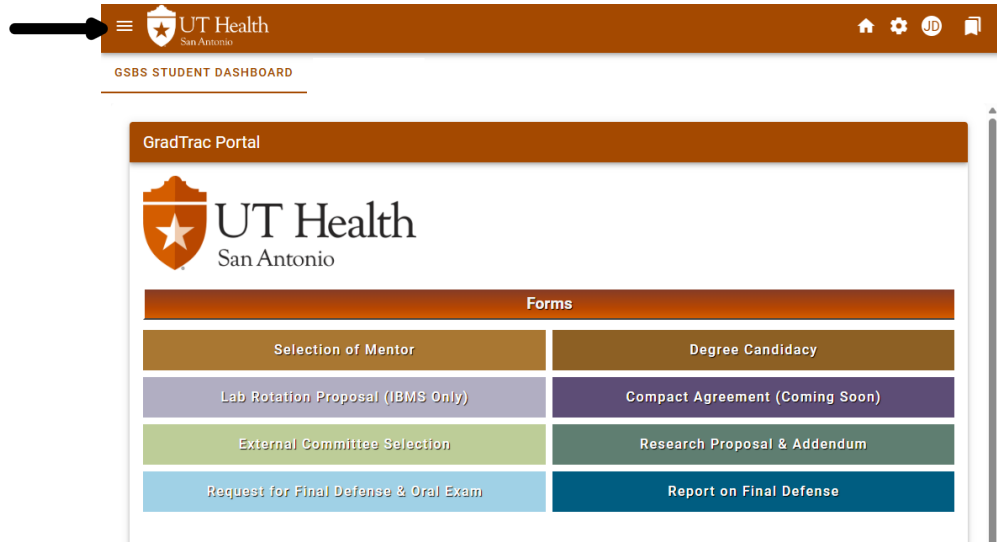 UT Health
San Antonio
JD
GSBS STUDENT DASHBOARD
GradTrac Portal
UT Health
San Antonio
Forms
Selection of Mentor
Degree Candidacy
Lab Rotation Proposal (IBMS Only)
Compact Agreement (Coming Soon)
External Committee Selection
Research Proposal & Addendum
Request for Final Defense & Oral Exam
Report on Final Defense